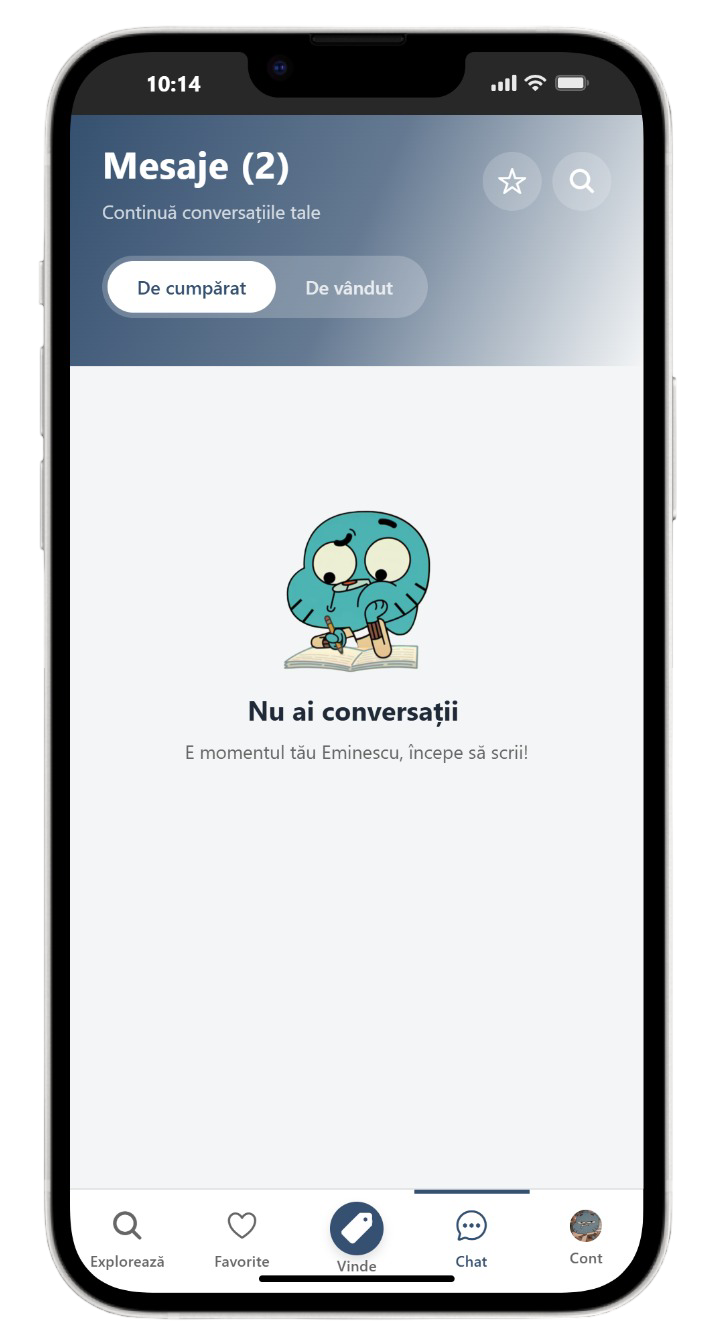 10:14
Mesaje (2)
Continuă conversațiile tale
De cumpărat
De vândut
Nu ai conversații
E momentul tău Eminescu, începe să scrii!
Explorează
Favorite
Vinde
Chat
Cont